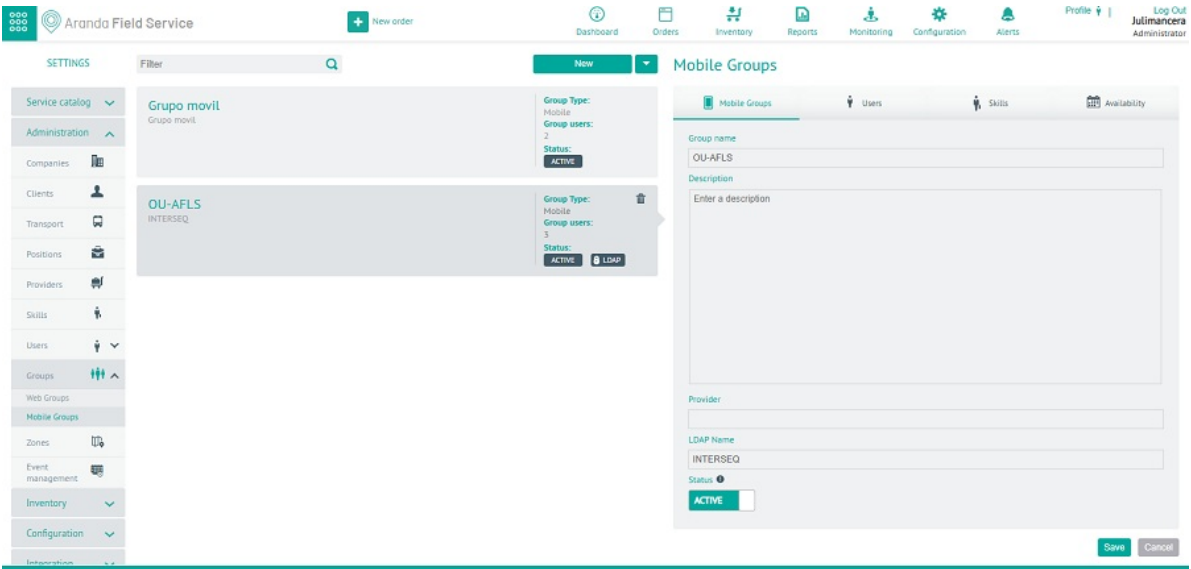 Aranda Field Service
New order
Dashboard
Orders
Inventory
Reports
Monitoring
Configuration
Alerts
Profile
Log Out
Julimancera
Administrator
SETTINGS
Service catalog
Administration
Companies
Clients
Transport
Positions
Providers
Skills
Users
Groups
Web Groups
Mobile Groups
Zones
Event
management
Inventory
Configuration
Integration
Filter
New
Grupo movil
Grupo movil
Group Type:
Mobile
Group users:
2
Status:
ACTIVE
OU-AFLS
INTERSEQ
Group Type:
Mobile
Group users:
3
Status:
ACTIVE LDAP
Mobile Groups
Mobile Groups
Users
Skills
Availability
Group name
OU-AFLS
Description
Enter a description
Provider
LDAP Name
INTERSEQ
Status
ACTIVE
Save
Cancel